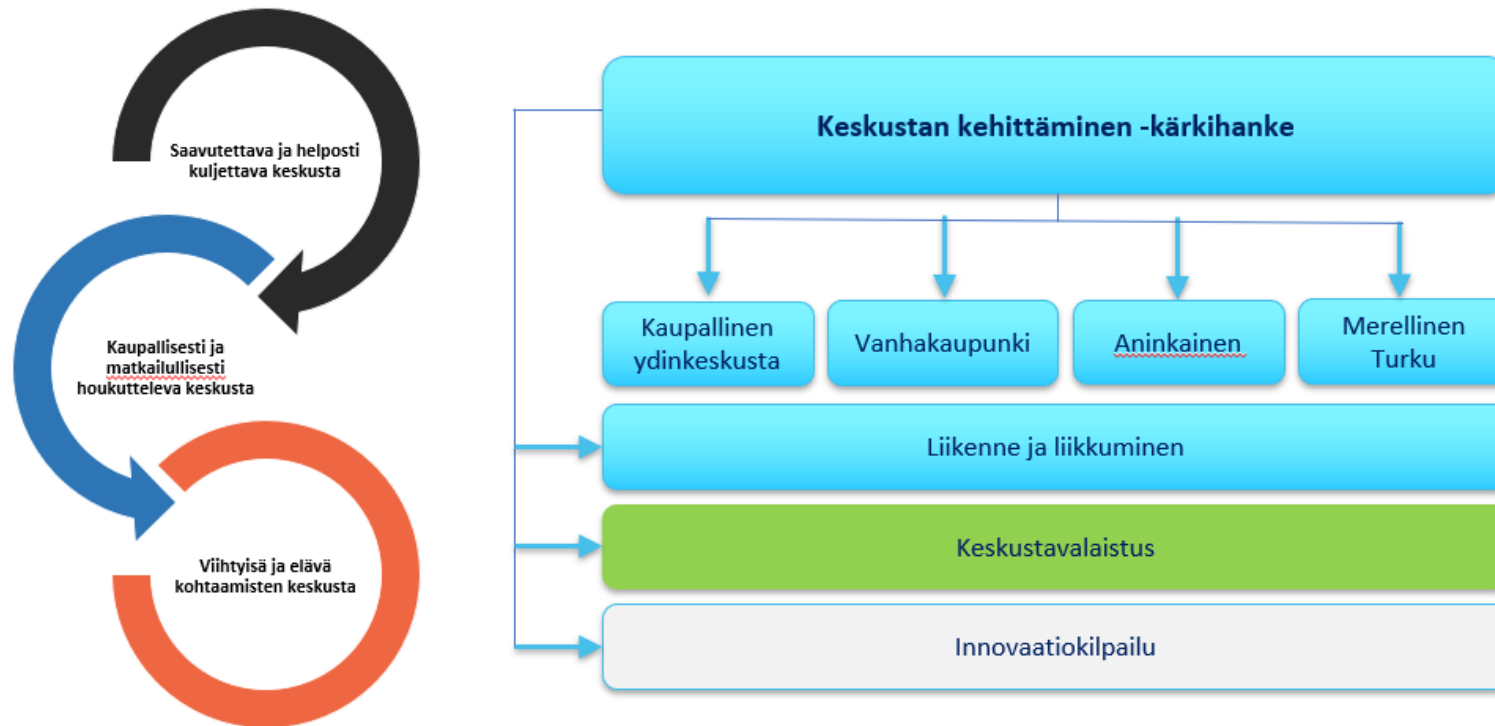 Saavutettava ja helposti
kuljettava keskusta
Kaupallisesti ja
matkailullisesti
houkutteleva keskusta
Viihtyisä ja elävä
kohtaamisten keskusta
Keskustan kehittäminen -kärkihanke
Kaupallinen
ydinkeskusta
Vanhakaupunki
Aninkainen
Merellinen
Turku
Liikenne ja liikkuminen
Keskustavalaistus
Innovaatiokilpailu